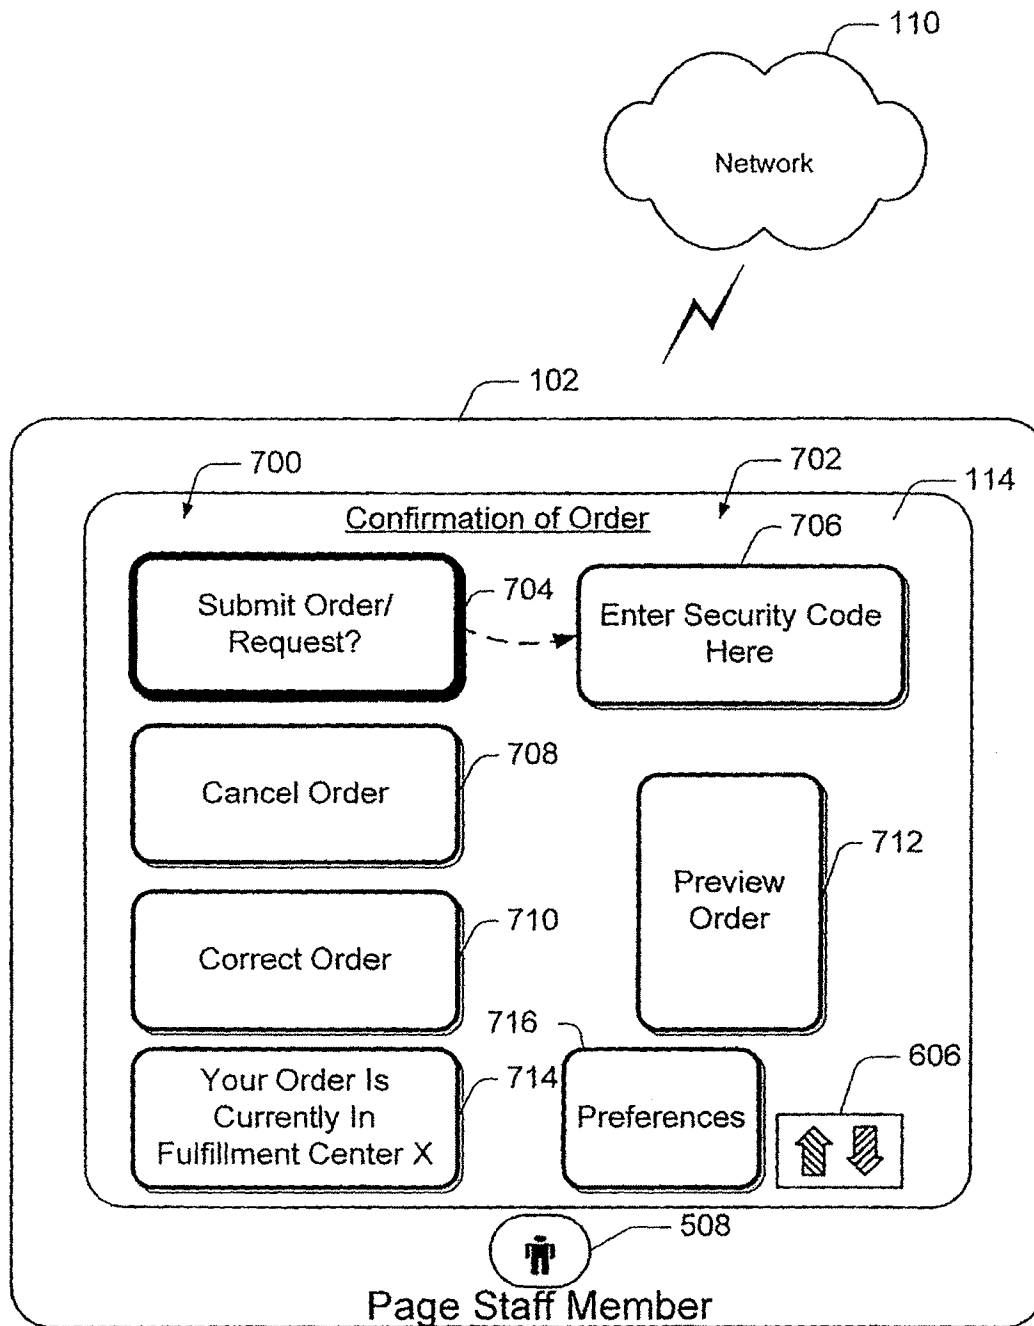 110
Network
102
700
702
114
Confirmation of Order
706
Submit Order/
Request?
704
Enter Security Code
Here
Cancel Order
708
Preview
Order
712
Correct Order
710
716
606
Your Order Is
Currently In
Fulfillment Center X
714
Preferences
508
Page Staff Member